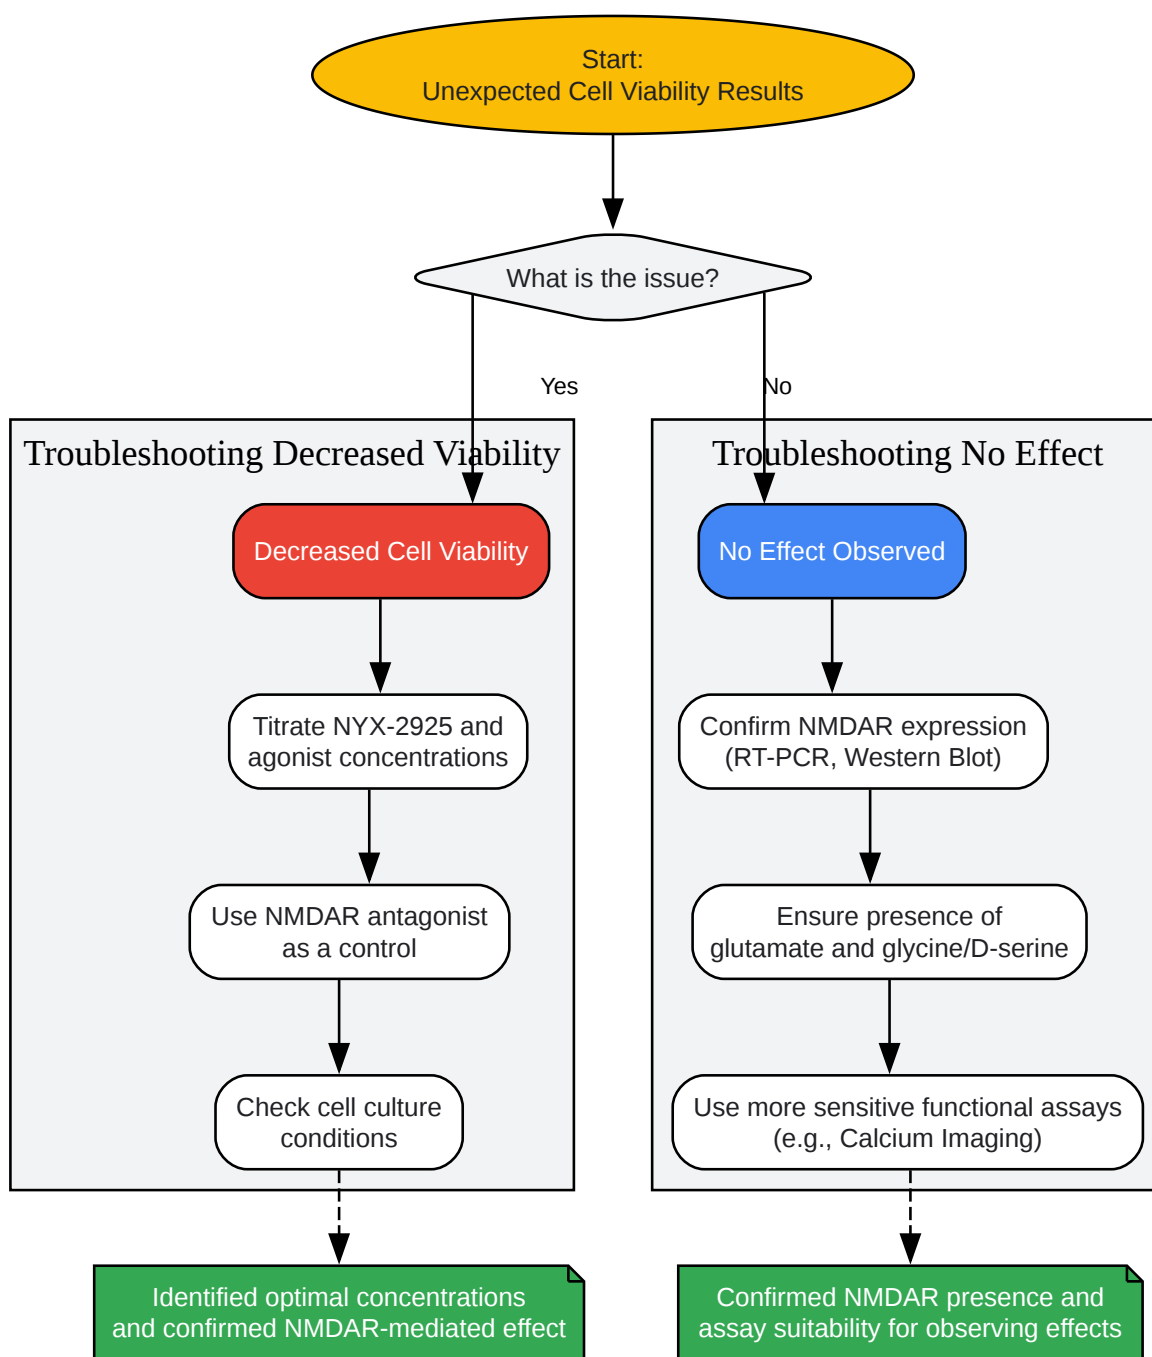 Start:
Unexpected Cell Viability Results
What is the issue?
Yes
No
Troubleshooting Decreased Viability
Decreased Cell Viability
Titrate NYX-2925 and
agonist concentrations
Use NMDAR antagonist
as a control
Check cell culture
conditions
Identified optimal concentrations
and confirmed NMDAR-mediated effect
Troubleshooting No Effect
No Effect Observed
Confirm NMDAR expression
(RT-PCR, Western Blot)
Ensure presence of
glutamate and glycine/D-serine
Use more sensitive functional assays
(e.g., Calcium Imaging)
Confirmed NMDAR presence and
assay suitability for observing effects